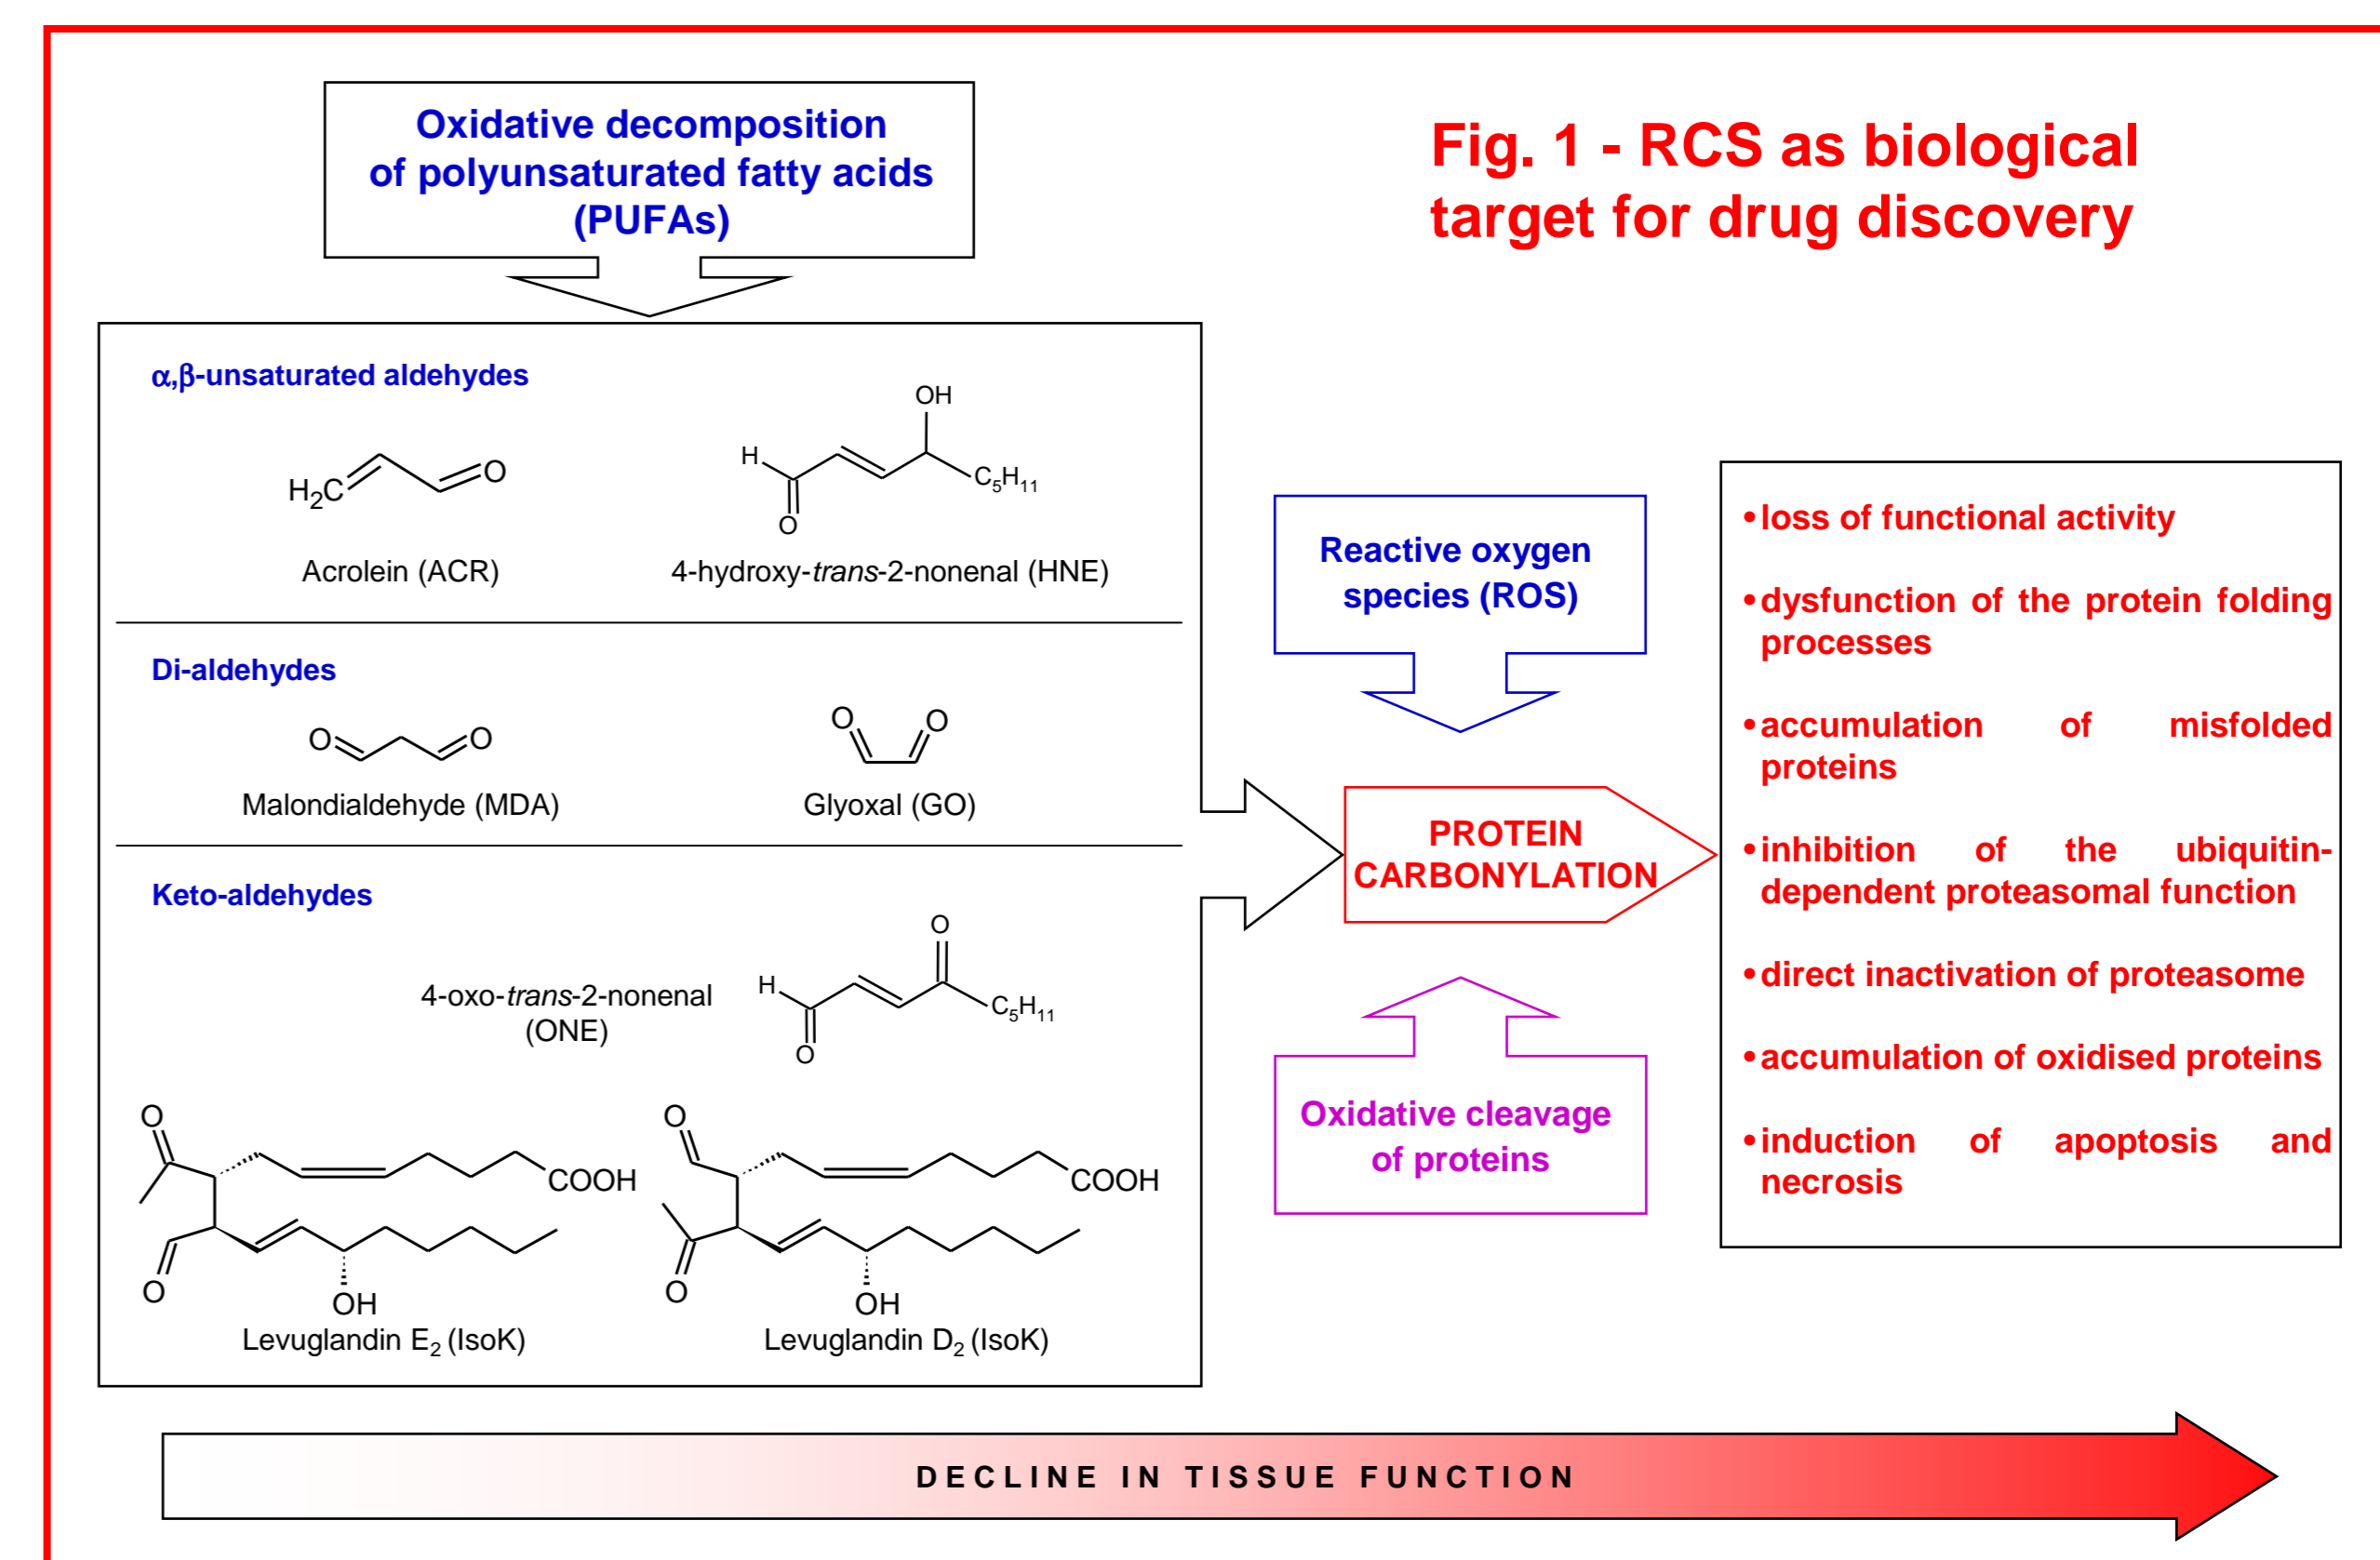 Oxidative decomposition
of polyunsaturated fatty acids
(PUFAs)
Fig. 1 - RCS as biological
target for drug discovery
α,β-unsaturated aldehydes
H₂C
O
Acrolein (ACR)
OH
H
C₅H₁₁
O
4-hydroxy-trans-2-nonenal (HNE)
Di-aldehydes
O
O
Malondialdehyde (MDA)
O
O
Glyoxal (GO)
Keto-aldehydes
4-oxo-trans-2-nonenal
(ONE)
O
H
C₅H₁₁
O
O
COOH
O
OH
Levuglandin E₂ (IsoK)
O
COOH
O
OH
Levuglandin D₂ (IsoK)
Reactive oxygen
species (ROS)
PROTEIN
CARBONYLATION
Oxidative cleavage
of proteins
•loss of functional activity
•dysfunction of the protein folding
processes
•accumulation of misfolded
proteins
•inhibition of the ubiquitin-
dependent proteasomal function
•direct inactivation of proteasome
•accumulation of oxidised proteins
•induction of apoptosis and
necrosis
DECLINE IN TISSUE FUNCTION